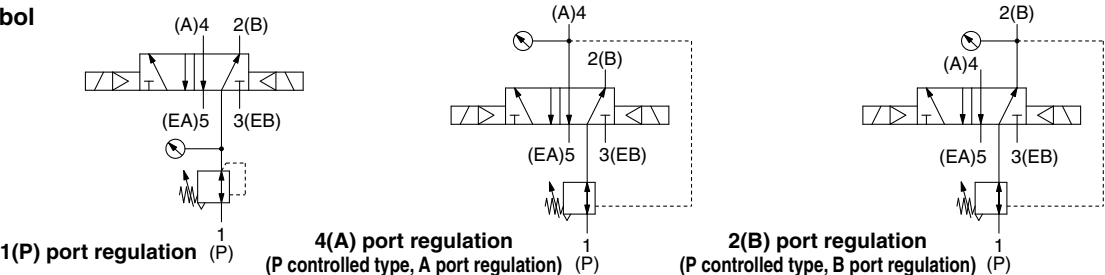 bol
(A)4 2(B)
(EA)5 3(EB)
1
(P)
1(P) port regulation
(A)4
2(B)
(EA)5 3(EB)
1
(P)
4(A) port regulation
(P controlled type, A port regulation)
2(B)
(A)4
(EA)5 3(EB)
1
(P)
2(B) port regulation
(P controlled type, B port regulation)